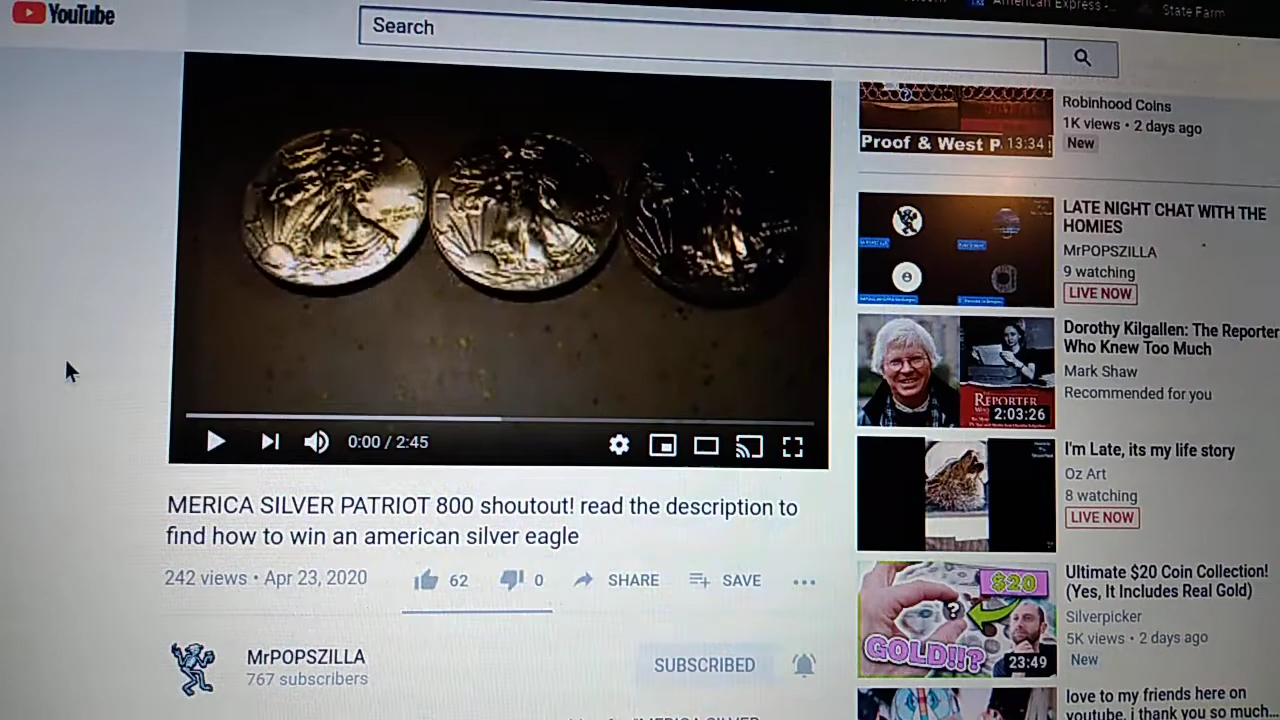 American Express -...
State Farm
YouTube
Search
Robinhood Coins
1K views • 2 days ago
New
Proof & West P
13:34
LATE NIGHT CHAT WITH THE
HOMIES
MrPOPSZILLA
9 watching
LIVE NOW
Dorothy Kilgallen: The Reporter
Who Knew Too Much
Mark Shaw
Recommended for you
REPORTER
2:03:26
I'm Late, its my life story
Oz Art
8 watching
LIVE NOW
Ultimate $20 Coin Collection!
(Yes, It Includes Real Gold)
Silverpicker
5K views • 2 days ago
New
$20
?
GOLD!!?
23:49
love to my friends here on
youtube. i thank you so much...
0:00 / 2:45
MERICA SILVER PATRIOT 800 shoutout! read the description to
find how to win an american silver eagle
242 views • Apr 23, 2020
62
0
SHARE
SAVE
MrPOPSZILLA
767 subscribers
SUBSCRIBED